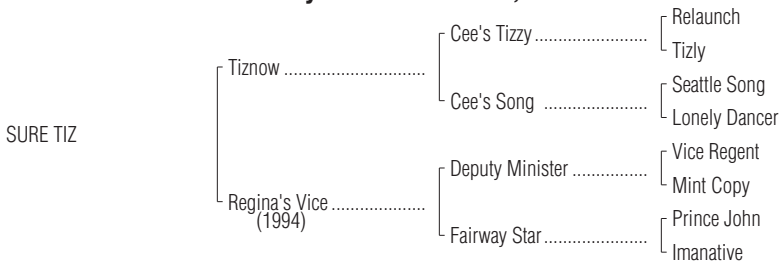 Relaunch
Cee's Tizzy
Tizly
Tiznow
Seattle Song
Cee's Song
Lonely Dancer
SURE TIZ
Vice Regent
Deputy Minister
Mint Copy
Regina's Vice
(1994)
Prince John
Fairway Star
Imanative